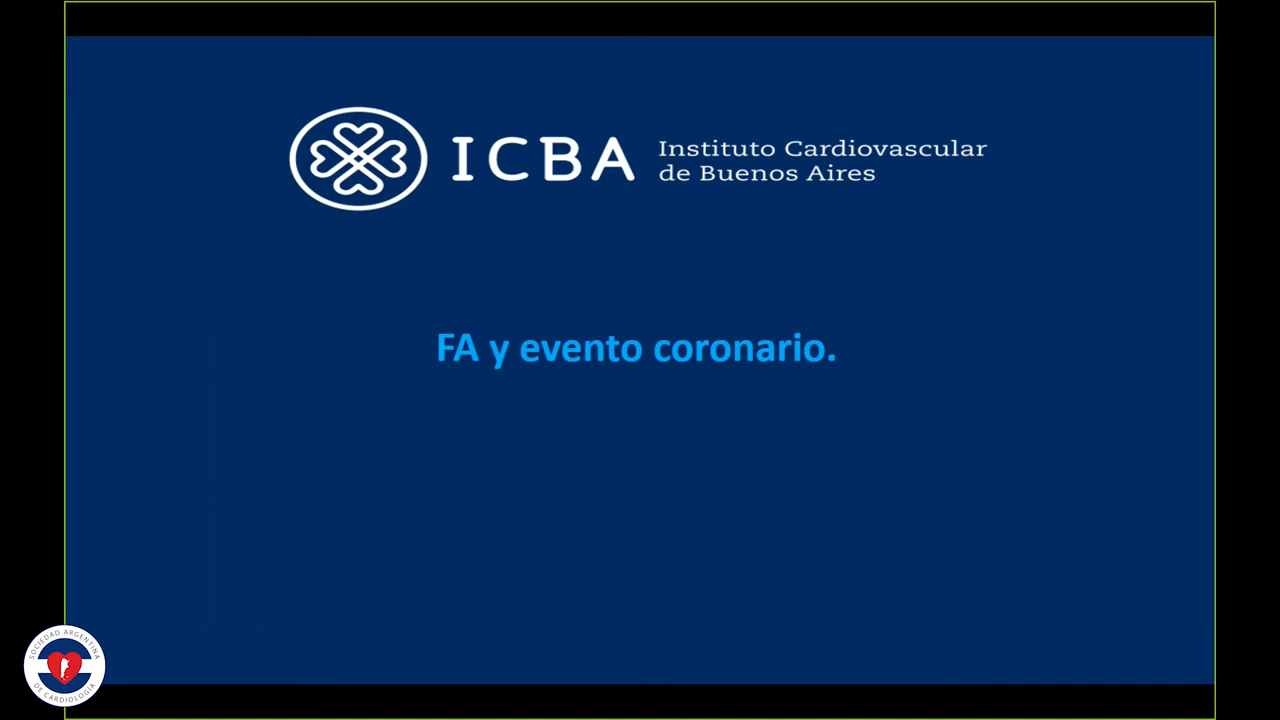 ICBA
Instituto Cardiovascular
de Buenos Aires
FA y evento coronario.
SOCIEDAD ARGENTINA
DE CARDIOLOGÍA